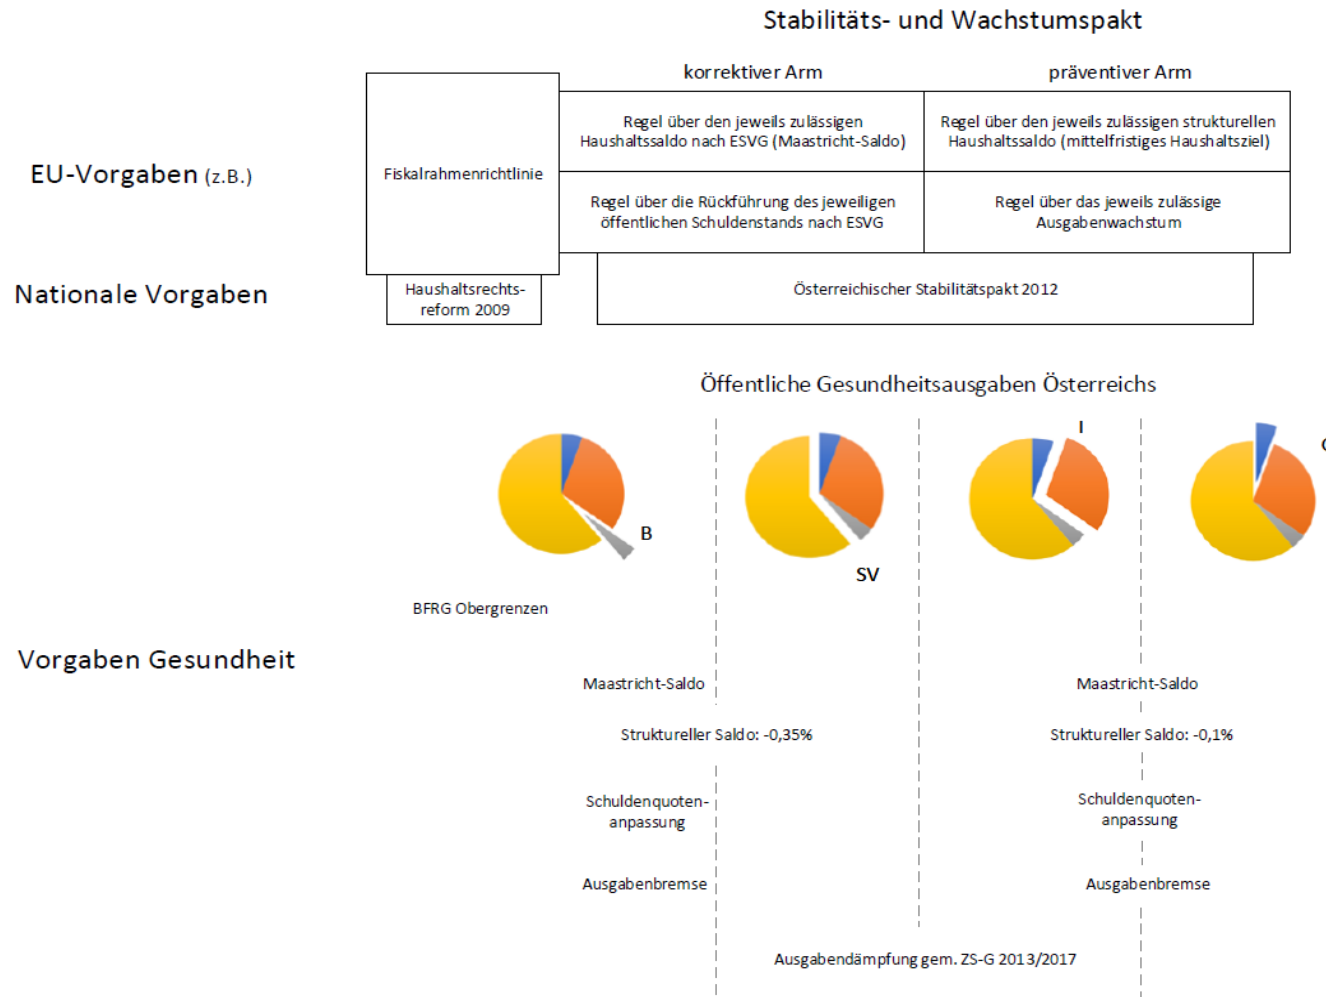 Stabilitäts- und Wachstumspakt
korrektiver Arm
präventiver Arm
EU-Vorgaben (z.B.)
Fiskalrahmenrichtlinie
Regel über den jeweils zulässigen
Haushaltssaldo nach ESVG (Maastricht-Saldo)
Regel über den jeweils zulässigen strukturellen
Haushaltssaldo (mittelfristiges Haushaltsziel)
Regel über die Rückführung des jeweiligen
öffentlichen Schuldenstands nach ESVG
Regel über das jeweils zulässige
Ausgabenwachstum
Nationale Vorgaben
Haushaltsrechts-
reform 2009
Österreichischer Stabilitätspakt 2012
Öffentliche Gesundheitsausgaben Österreichs
B
SV
I
BFRG Obergrenzen
Vorgaben Gesundheit
Maastricht-Saldo
Maastricht-Saldo
Struktureller Saldo: -0,35%
Struktureller Saldo: -0,1%
Schuldenquoten-
anpassung
Schuldenquoten-
anpassung
Ausgabenbremse
Ausgabenbremse
Ausgabendämpfung gem. ZS-G 2013/2017